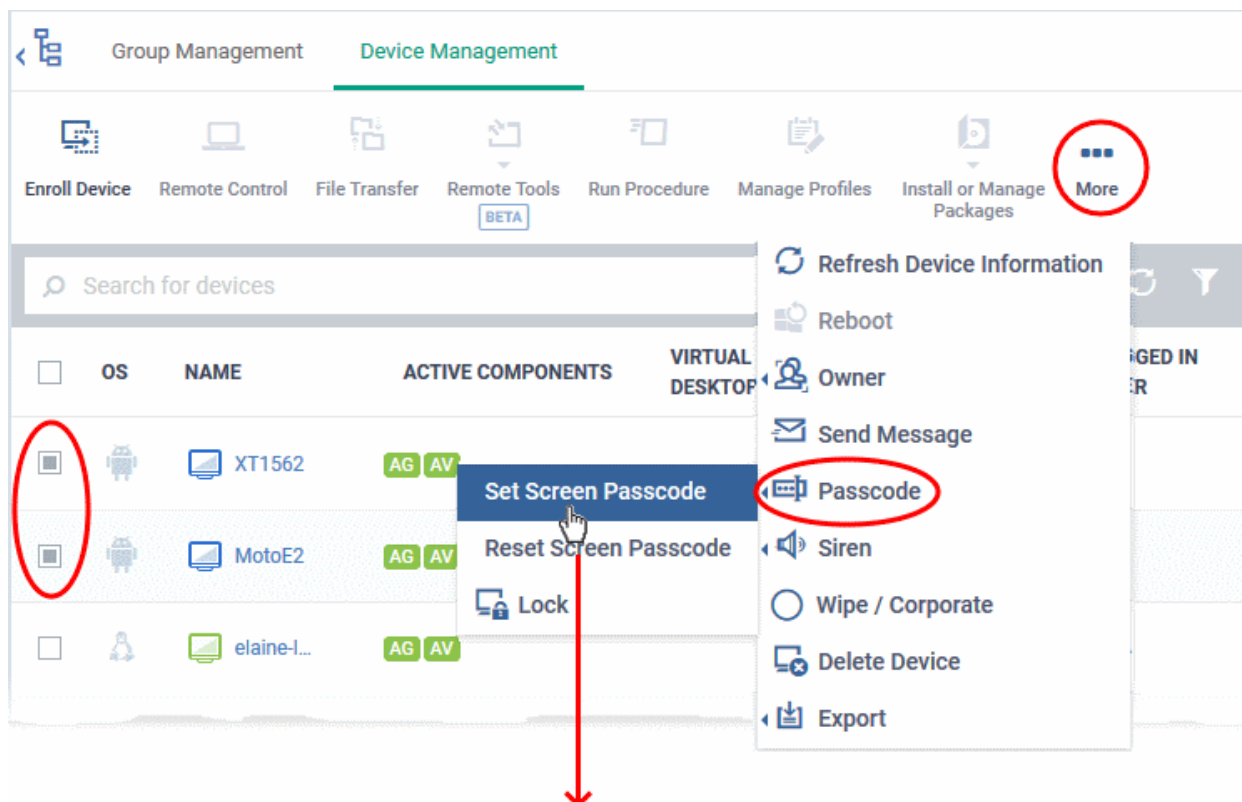 Group Management
Device Management
Enroll Device
Remote Control
File Transfer
Remote Tools
BETA
Run Procedure
Manage Profiles
Install or Manage
Packages
More
Search for devices
Refresh Device Information
Reboot
OS
NAME
ACTIVE COMPONENTS
VIRTUAL
DESKTOP
Owner
Send Message
XT1562
AG AV
Set Screen Passcode
Passcode
MotoE2
AG AV
Reset Screen Passcode
Siren
Lock
Wipe / Corporate
elaine-l...
AG AV
Delete Device
Export